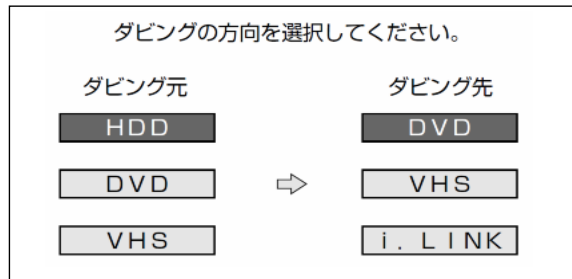 ダビングの方向を選択してください。
ダビング元 ダビング先
HDD DVD
DVD ⇨ VHS
VHS i. LINK